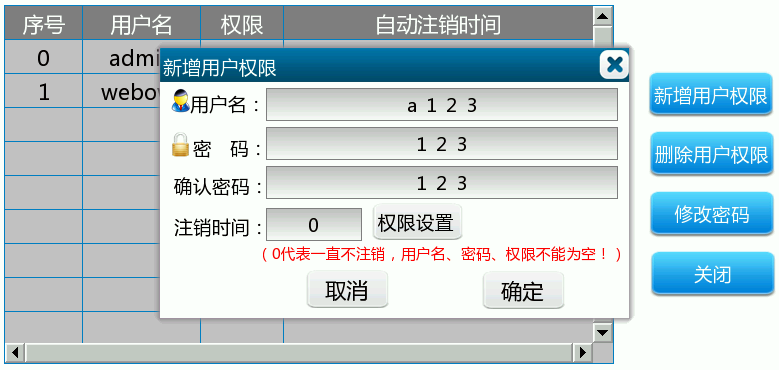 序号 用户名 权限 自动注销时间
0 admi
1 webo
新增用户权限
用户名： a 1 2 3
密 码： 1 2 3
确认密码： 1 2 3
注销时间： 0 权限设置
（0代表一直不注销，用户名、密码、权限不能为空！）
取消 确定
新增用户权限
删除用户权限
修改密码
关闭